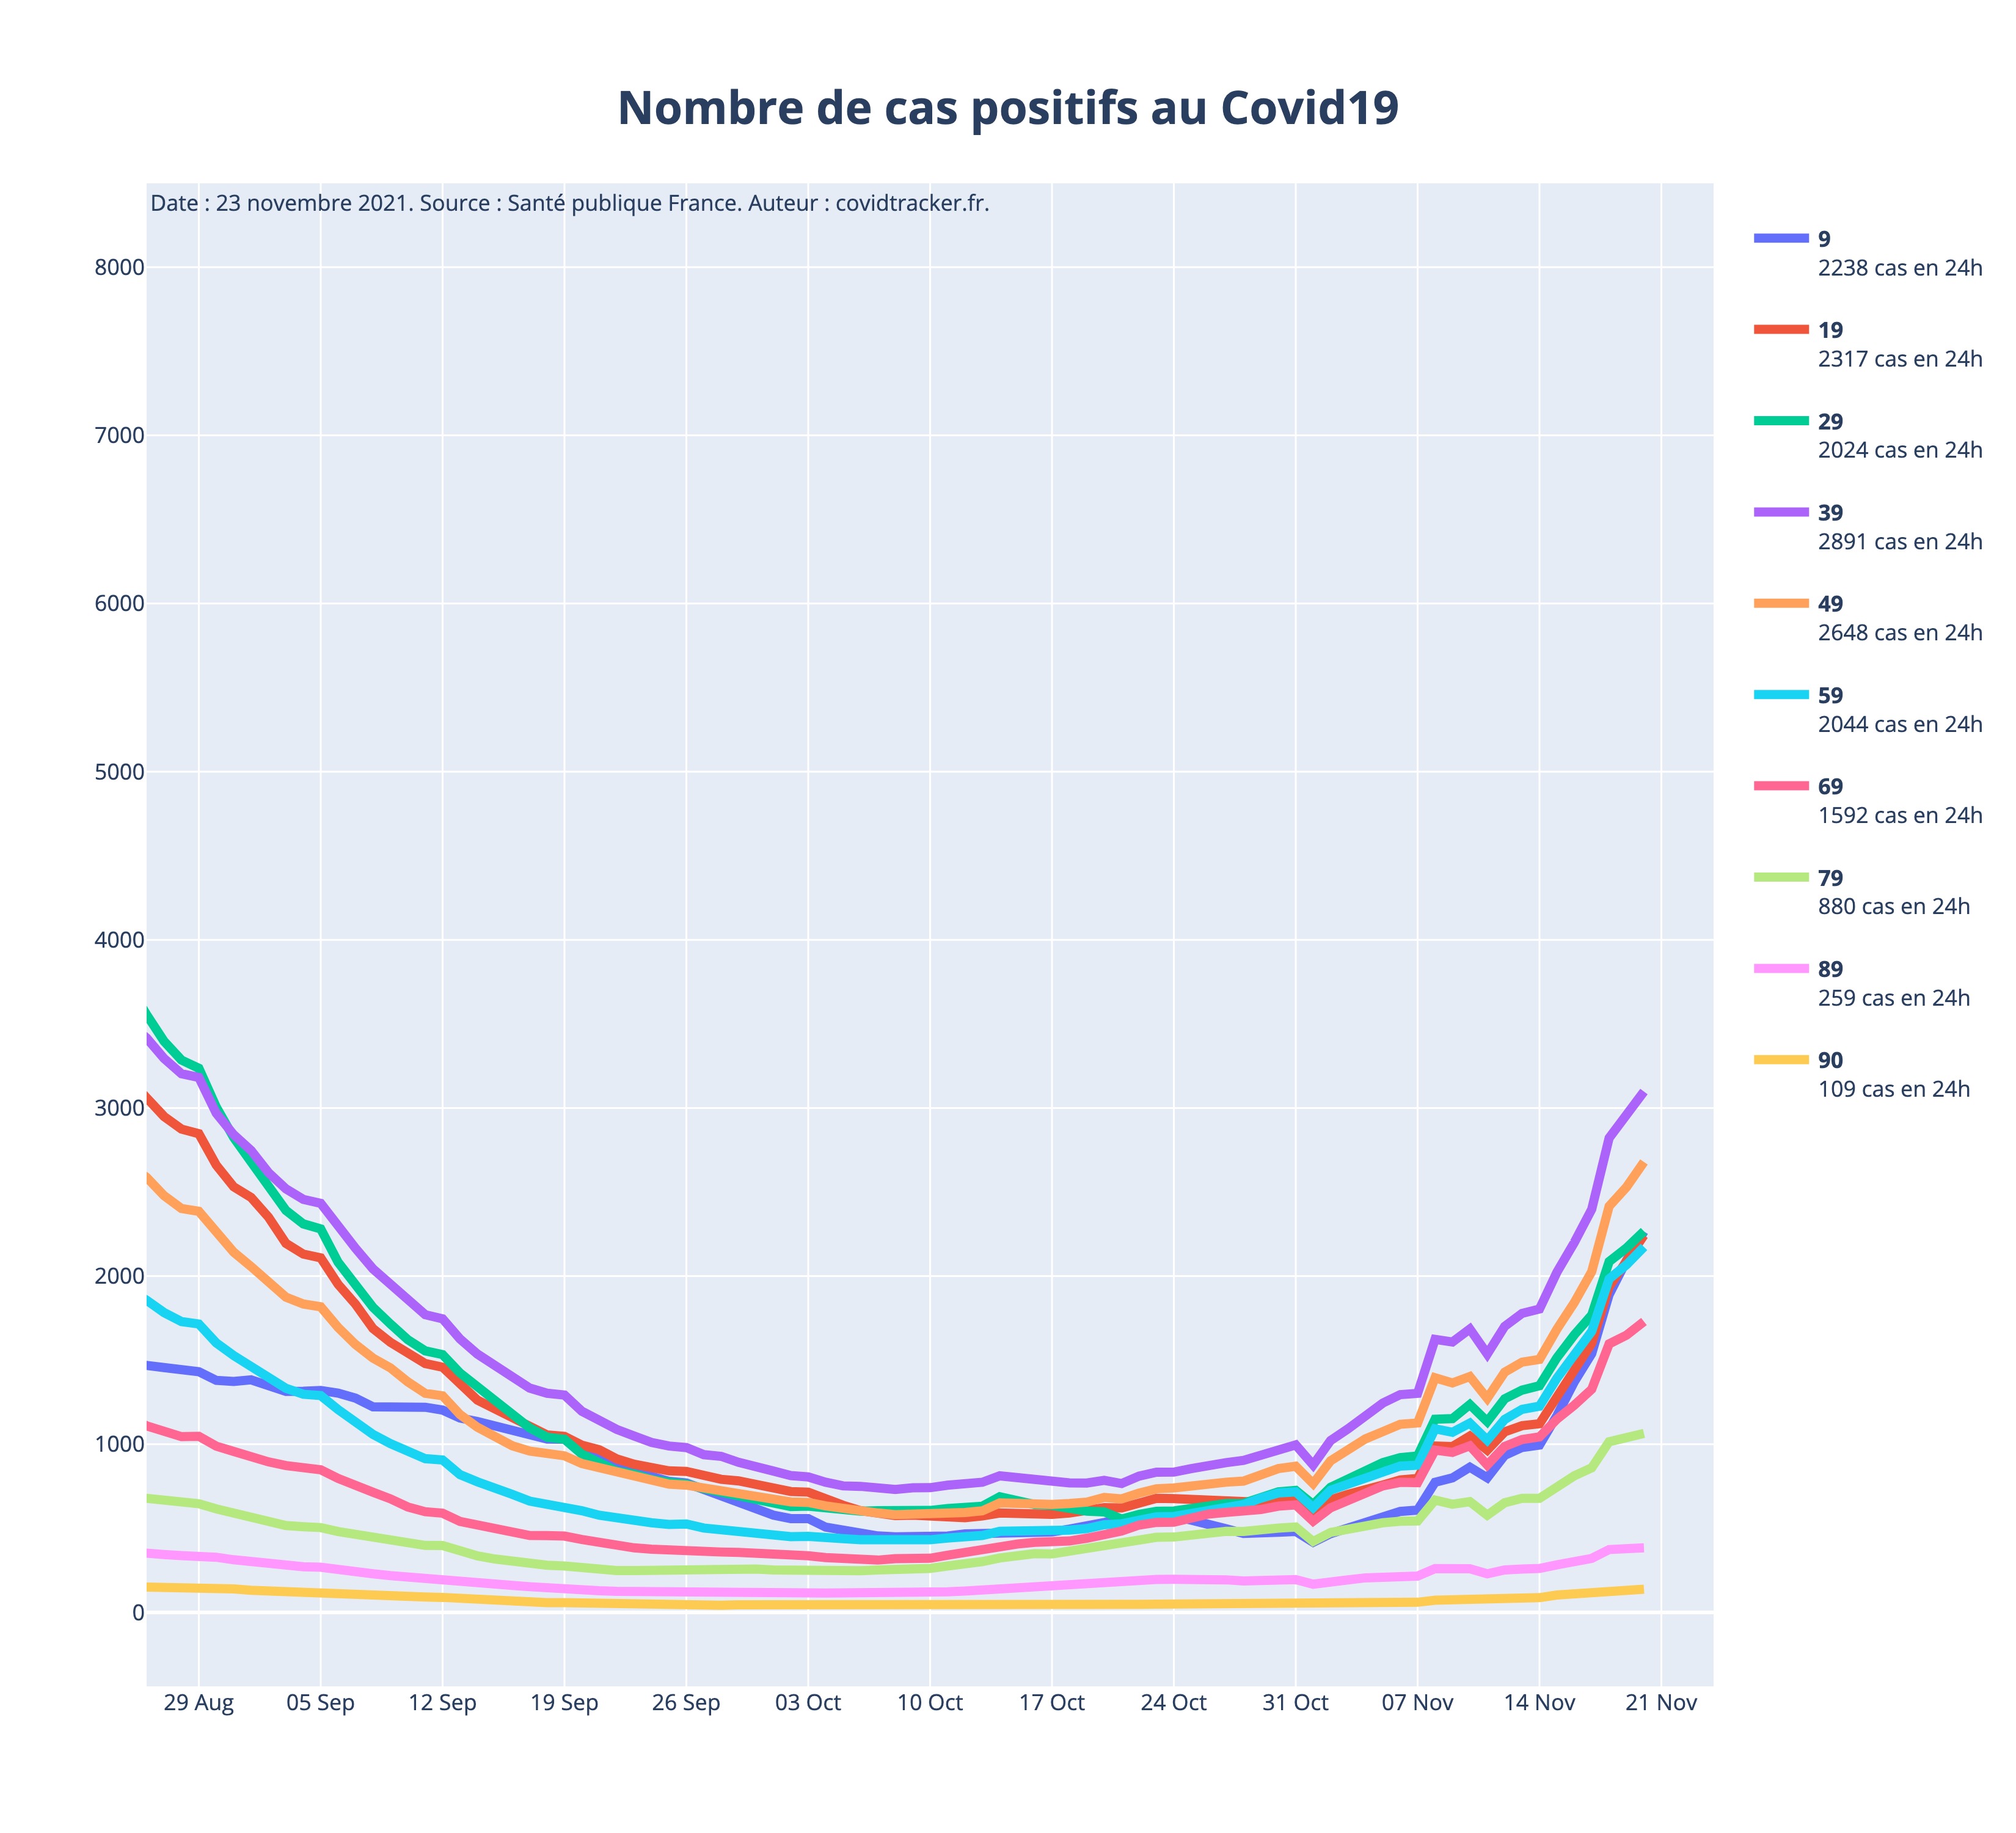 Nombre de cas positifs au Covid19
Date : 23 novembre 2021. Source : Santé publique France. Auteur : covidtracker.fr.
8000
7000
6000
5000
4000
3000
2000
1000
0
29 Aug
05 Sep
12 Sep
19 Sep
26 Sep
03 Oct
10 Oct
17 Oct
24 Oct
31 Oct
07 Nov
14 Nov
21 Nov
9
2238 cas en 24h
19
2317 cas en 24h
29
2024 cas en 24h
39
2891 cas en 24h
49
2648 cas en 24h
59
2044 cas en 24h
69
1592 cas en 24h
79
880 cas en 24h
89
259 cas en 24h
90
109 cas en 24h